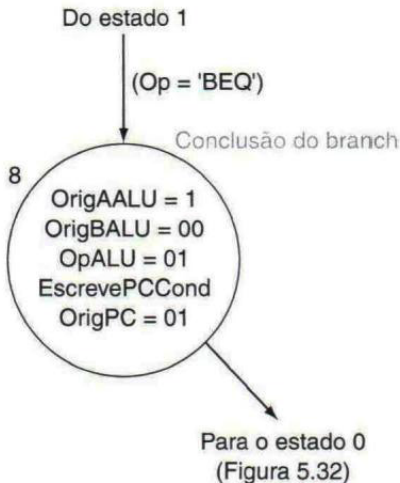 Do estado 1
(Op = 'BEQ')
Conclusão do branch
8
OrigAALU = 1
OrigBALU = 00
OpALU = 01
EscrevePCCond
OrigPC = 01
Para o estado 0
(Figura 5.32)